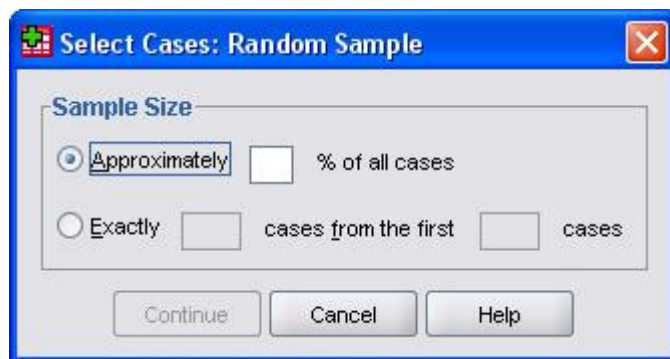 Select Cases: Random Sample
Sample Size
Approximately % of all cases
Exactly cases from the first cases
Continue Cancel Help